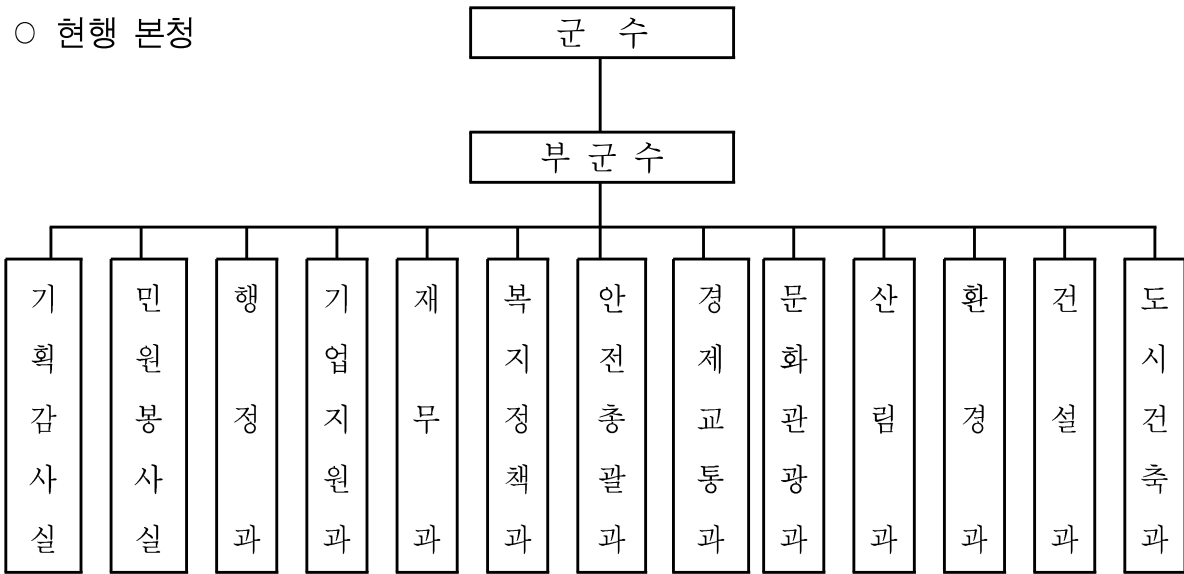 ○ 현행 본청
군 수
부 군 수
기획감사실
민원봉사실
행정과
기업지원과
재무과
복지정책과
안전총괄과
경제교통과
문화관광과
산림과
환경과
건설과
도시건축과